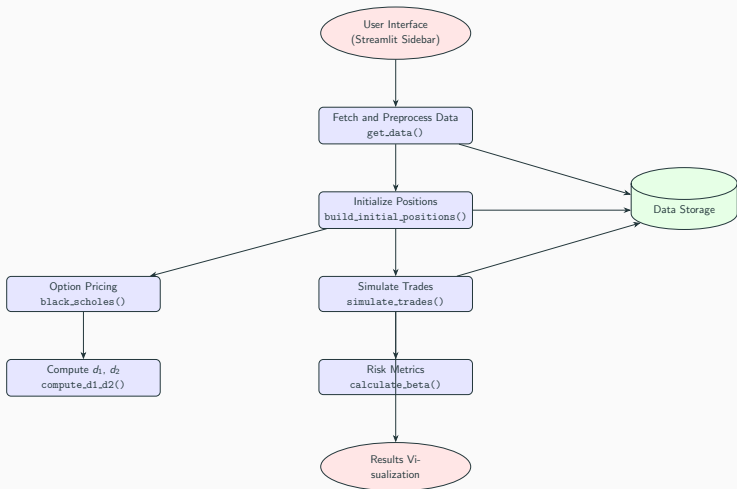 User Interface
(Streamlit Sidebar)
Fetch and Preprocess Data
get_data()
Initialize Positions
build_initial_positions()
Data Storage
Option Pricing
black_scholes()
Simulate Trades
simulate_trades()
Compute d₁, d₂
compute_d1_d2()
Risk Metrics
calculate_beta()
Results Vi-
sualization